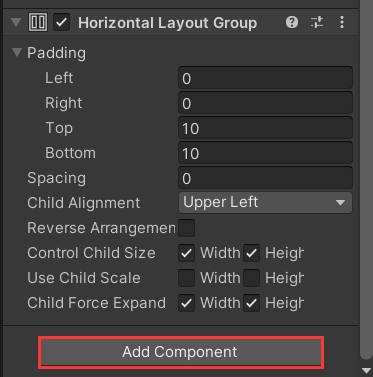 Horizontal Layout Group
Padding
Left 0
Right 0
Top 10
Bottom 10
Spacing 0
Child Alignment Upper Left
Reverse Arrangemen
Control Child Size Width Heigh
Use Child Scale Width Heigh
Child Force Expand Width Heigh
Add Component